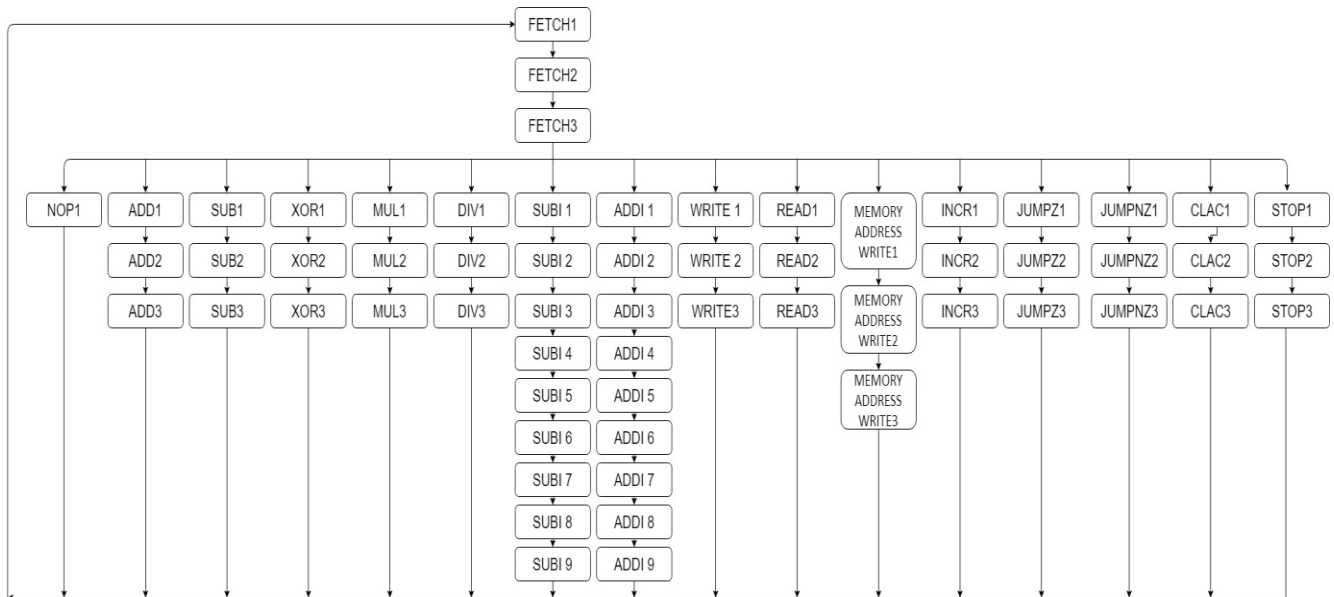 FETCH1
FETCH2
FETCH3
NOP1
ADD1
SUB1
XOR1
MUL1
DIV1
SUBI 1
ADDI 1
WRITE 1
READ1
MEMORY
ADDRESS
WRITE1
INCR1
JUMPZ1
JUMPNZ1
CLAC1
STOP1
ADD2
SUB2
XOR2
MUL2
DIV2
SUBI 2
ADDI 2
WRITE 2
READ2
MEMORY
ADDRESS
WRITE2
INCR2
JUMPZ2
JUMPNZ2
CLAC2
STOP2
ADD3
SUB3
XOR3
MUL3
DIV3
SUBI 3
ADDI 3
WRITE3
READ3
MEMORY
ADDRESS
WRITE3
INCR3
JUMPZ3
JUMPNZ3
CLAC3
STOP3
SUBI 4
ADDI 4
SUBI 5
ADDI 5
SUBI 6
ADDI 6
SUBI 7
ADDI 7
SUBI 8
ADDI 8
SUBI 9
ADDI 9